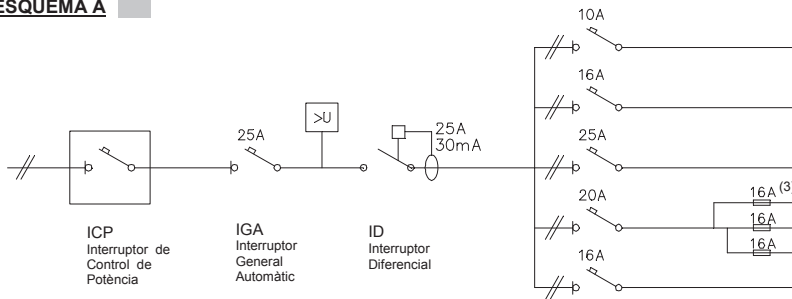 ESQUEMA A
10A
16A
25A
20A
16A
16A (3)
16A
16A
25A
>U
25A
30mA
ICP
Interruptor de
Control de
Potència
IGA
Interruptor
General
Automàtic
ID
Interruptor
Diferencial